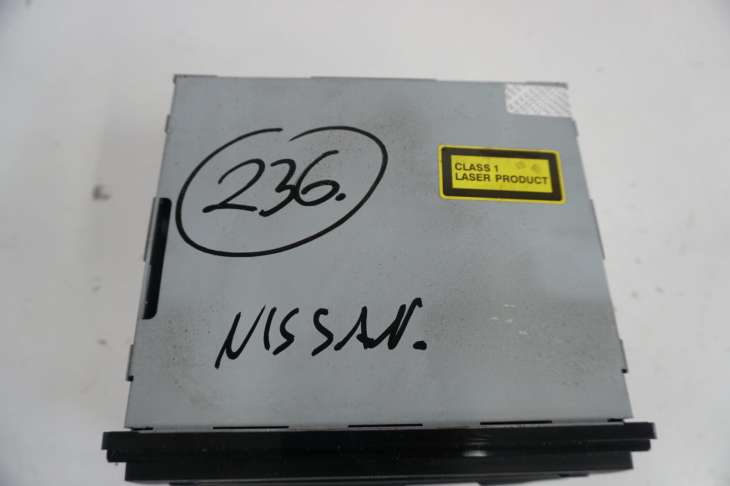 236.
CLASS 1
LASER PRODUCT
NISSAN.